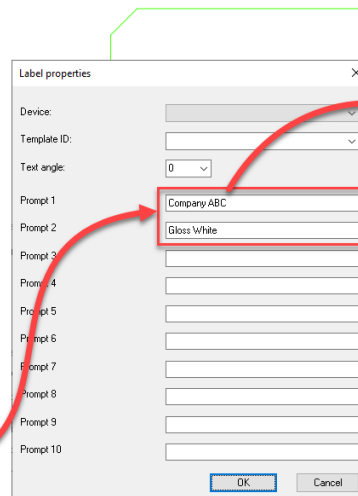 Label properties
Device:
Template ID:
Text angle: 0
Prompt 1 Company ABC
Prompt 2 Gloss White
Prompt 3
Prompt 4
Prompt 5
Prompt 6
Prompt 7
Prompt 8
Prompt 9
Prompt 10
OK Cancel